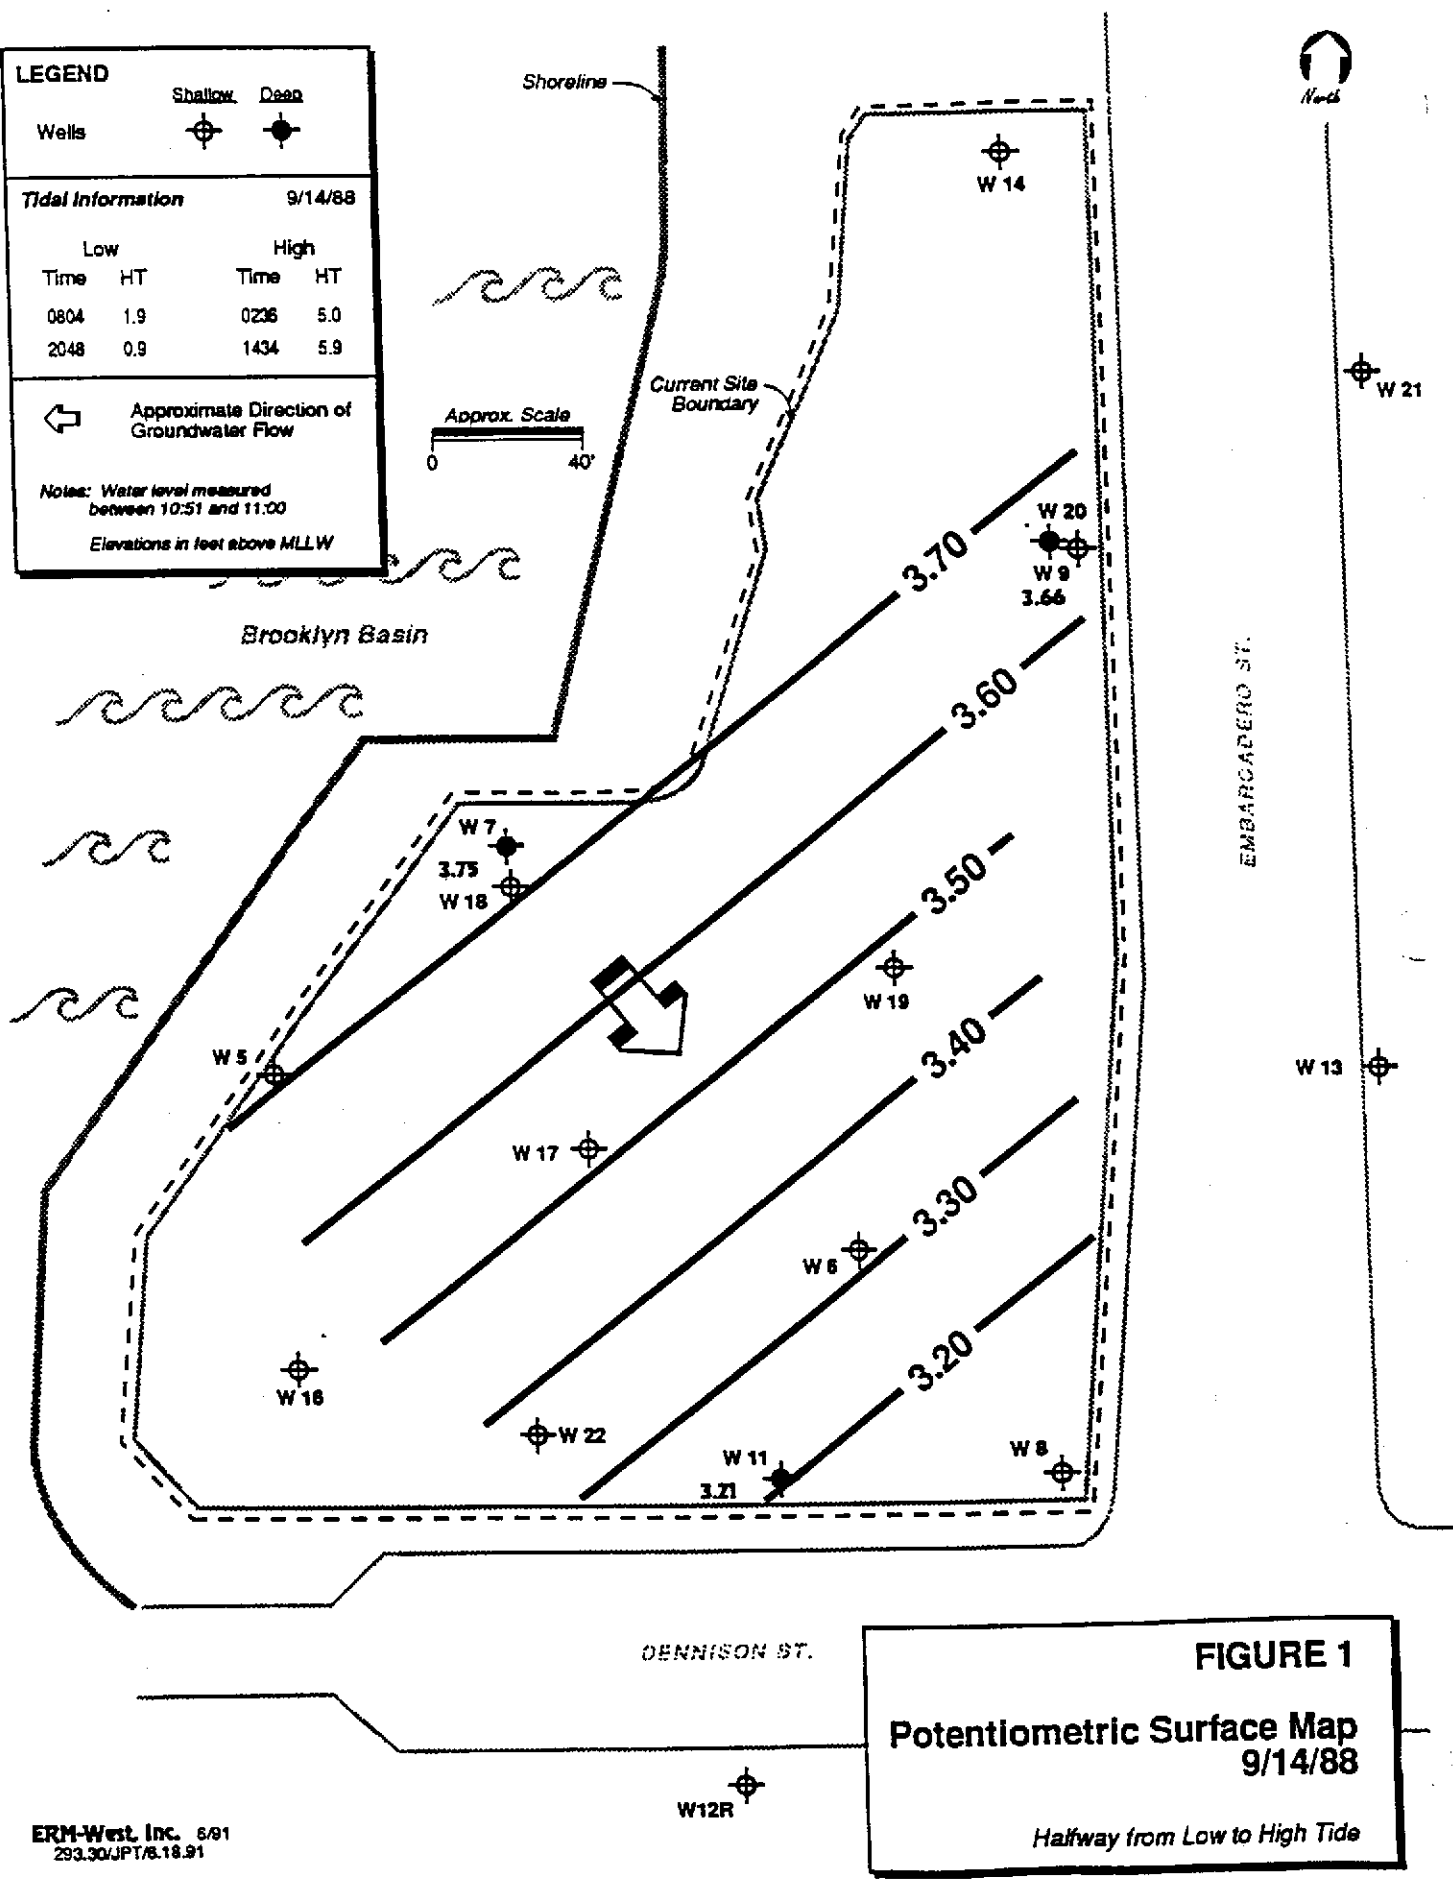 LEGEND
Shallow Deep
Wells
Tidal Information 9/14/88
Low High
Time HT Time HT
0804 1.9 0236 5.0
2048 0.9 1434 5.9
Approximate Direction of
Groundwater Flow
Notes: Water level measured
between 10:51 and 11:00
Elevations in feet above MLLW
Shoreline
North
W 14
W 21
Current Site
Boundary
Approx. Scale
0 40'
W 20
3.70
W 9
3.66
Brooklyn Basin
3.60
EMBARCADERO ST.
W 7
3.75
W 18
3.50
W 19
3.40
W 5
W 13
W 17
3.30
W 6
3.20
W 16
W 22
W 11
3.21
W 8
DENNISON ST.
W12R
FIGURE 1
Potentiometric Surface Map
9/14/88
Halfway from Low to High Tide
ERM-West, Inc. 6/91
293.30/JPT/6.18.91